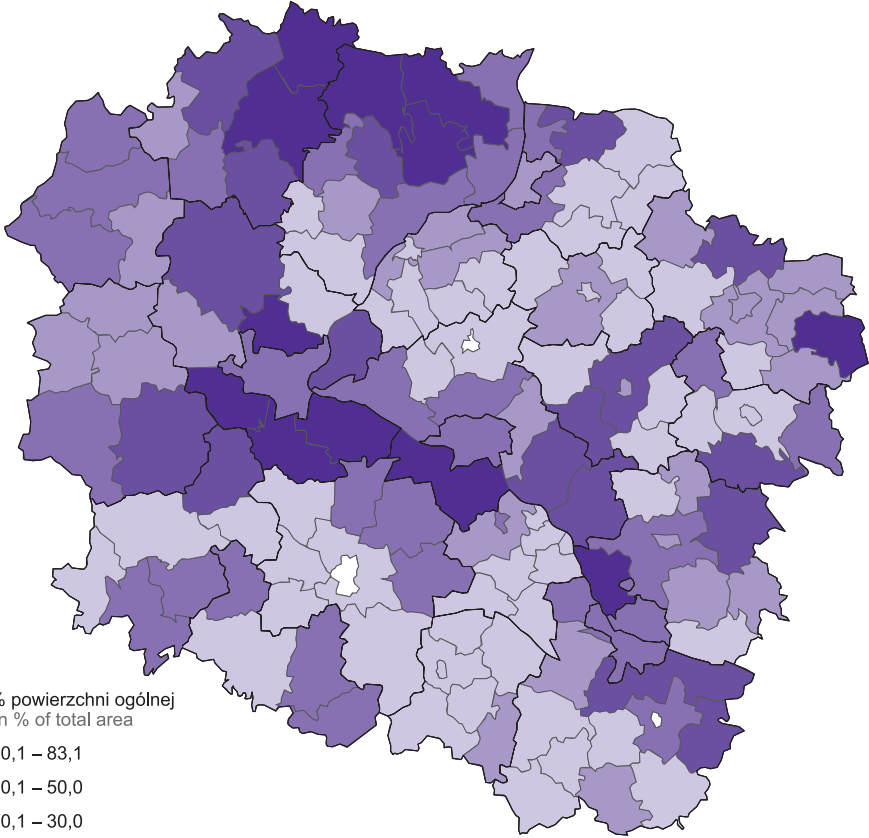 % powierzchni ogólnej
n % of total area
0,1 – 83,1
0,1 – 50,0
0,1 – 30,0